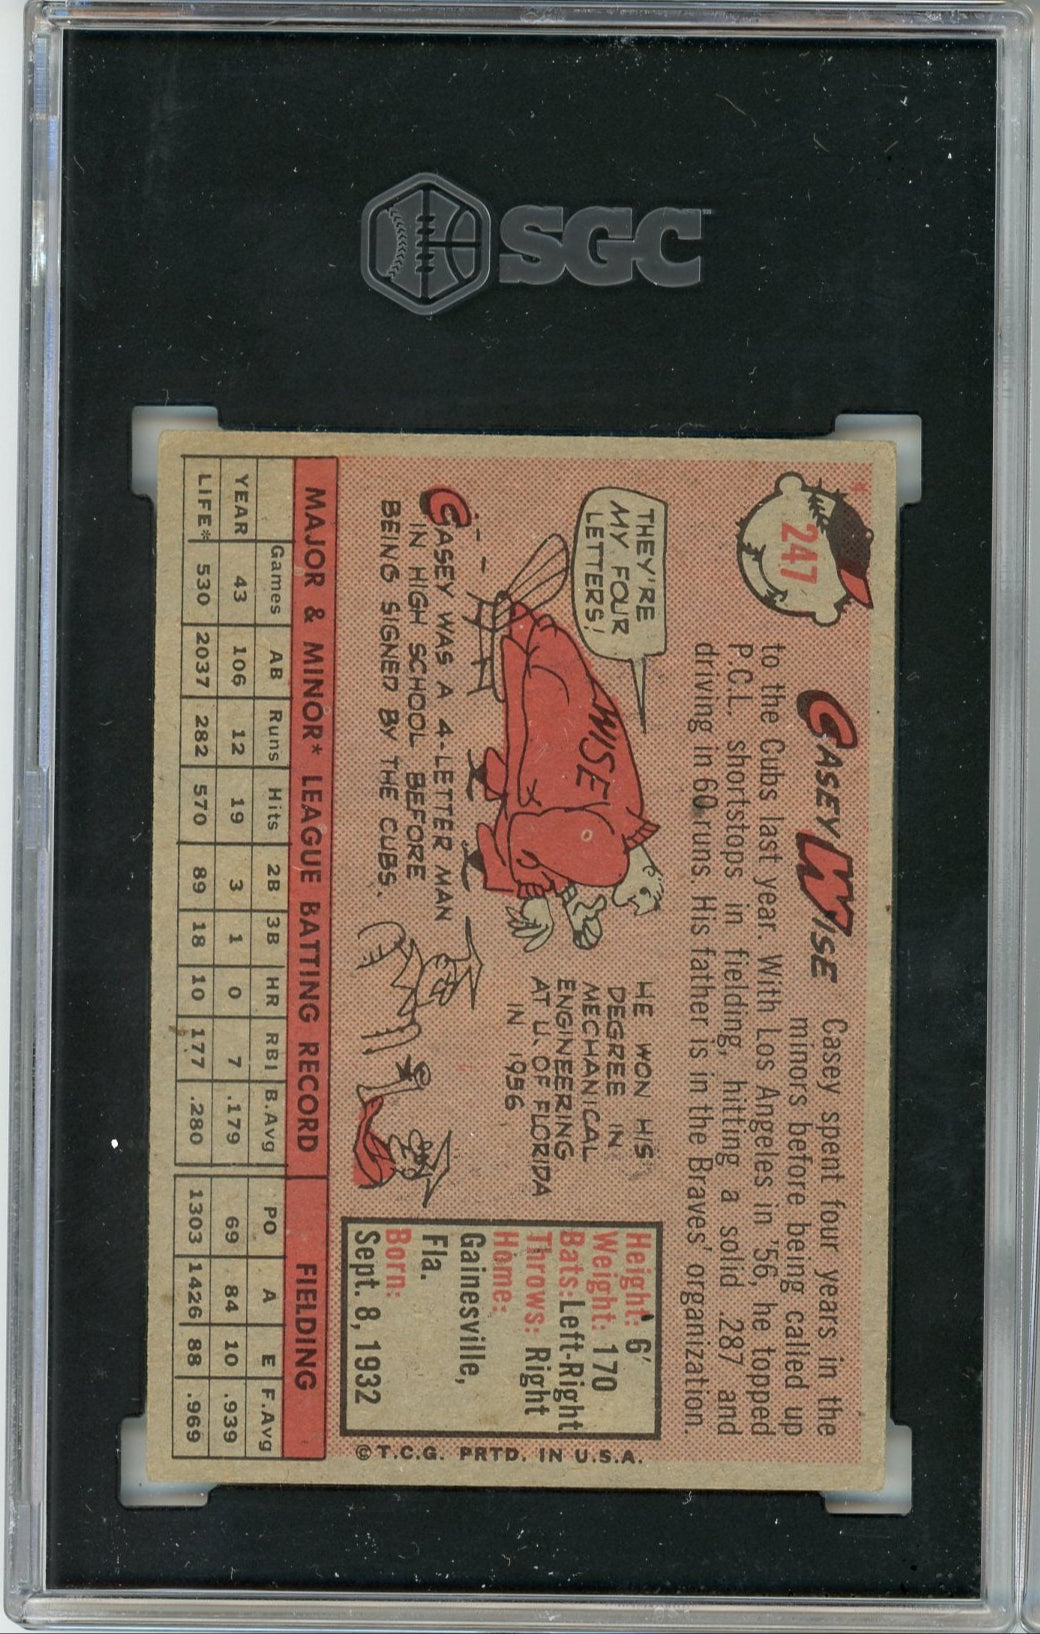 SGC™
247
CASEY WISE
Casey spent four years in the
minors before being called up
to the Cubs last year. With Los Angeles in '56, he topped
P.C.L. shortstops in fielding, hitting a solid .287 and
driving in 60 runs. His father is in the Braves' organization.
THEY'RE
MY FOUR
LETTERS!
WISE
CASEY WAS A 4-LETTER MAN
IN HIGH SCHOOL BEFORE
BEING SIGNED BY THE CUBS
HE WON HIS
DEGREE IN
MECHANICAL
ENGINEERING
AT U. OF FLORIDA
IN 1956
Height: 6'
Weight: 170
Bats: Left-Right
Throws: Right
Home:
Gainesville,
Fla.
Born:
Sept. 8, 1932
©T.C.G. PRTD. IN U.S.A.
MAJOR & MINOR* LEAGUE BATTING RECORD FIELDING
Games AB Runs Hits 2B 3B HR RBI B.Avg PO A E F.Avg
YEAR 43 106 12 19 3 1 0 7 .179 69 84 10 .939
LIFE* 530 2037 282 570 89 18 10 177 .280 1303 1426 88 .969